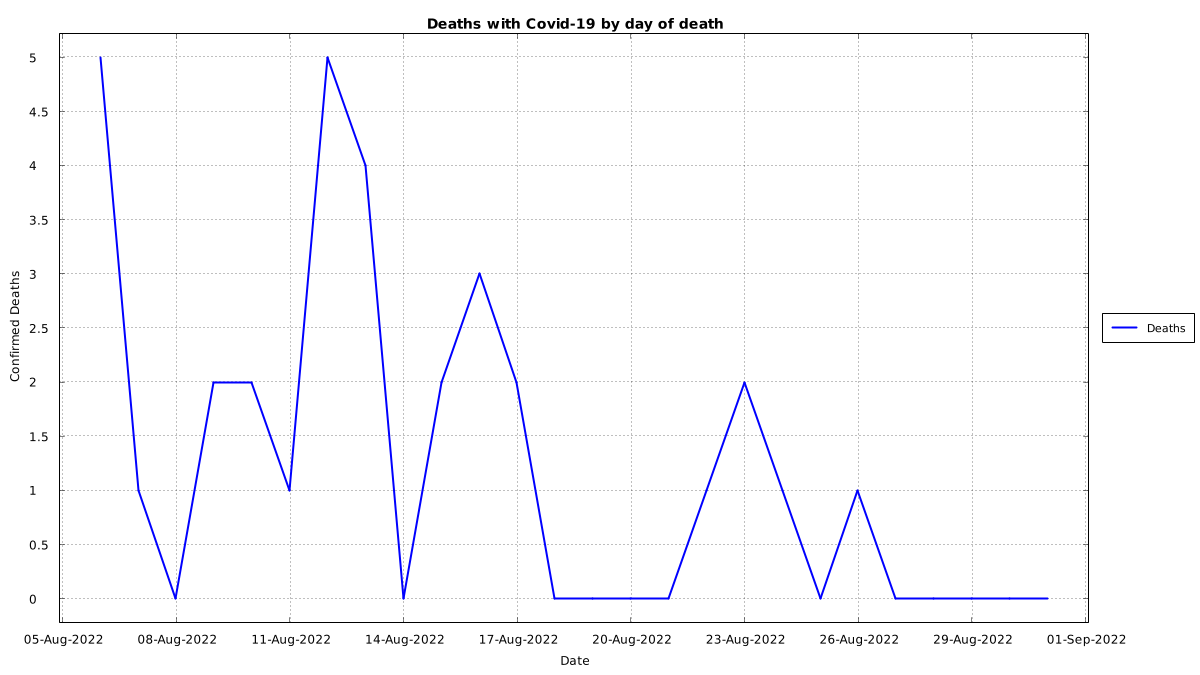 Deaths with Covid-19 by day of death
5
4.5
4
3.5
3
2.5
2
1.5
1
0.5
0
Confirmed Deaths
05-Aug-2022 08-Aug-2022 11-Aug-2022 14-Aug-2022 17-Aug-2022 20-Aug-2022 23-Aug-2022 26-Aug-2022 29-Aug-2022 01-Sep-2022
Date
Deaths